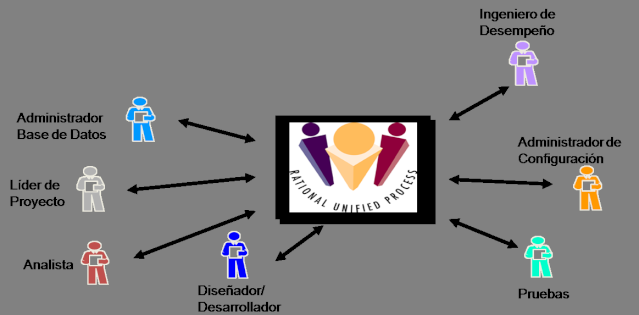 Ingeniero de
Desempeño
Administrador
Base de Datos
Administrador de
Configuración
Líder de
Proyecto
RATIONAL UNIFIED PROCESS
Analista
Diseñador/
Desarrollador
Pruebas